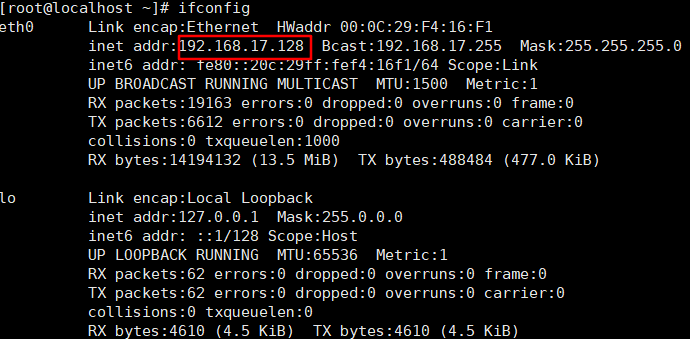 [root@localhost ~]# ifconfig
eth0 Link encap:Ethernet HWaddr 00:0C:29:F4:16:F1
inet addr:192.168.17.128 Bcast:192.168.17.255 Mask:255.255.255.0
inet6 addr: fe80::20c:29ff:fef4:16f1/64 Scope:Link
UP BROADCAST RUNNING MULTICAST MTU:1500 Metric:1
RX packets:19163 errors:0 dropped:0 overruns:0 frame:0
TX packets:6612 errors:0 dropped:0 overruns:0 carrier:0
collisions:0 txqueuelen:1000
RX bytes:14194132 (13.5 MiB) TX bytes:488484 (477.0 KiB)
lo Link encap:Local Loopback
inet addr:127.0.0.1 Mask:255.0.0.0
inet6 addr: ::1/128 Scope:Host
UP LOOPBACK RUNNING MTU:65536 Metric:1
RX packets:62 errors:0 dropped:0 overruns:0 frame:0
TX packets:62 errors:0 dropped:0 overruns:0 carrier:0
collisions:0 txqueuelen:0
RX bytes:4610 (4.5 KiB) TX bytes:4610 (4.5 KiB)